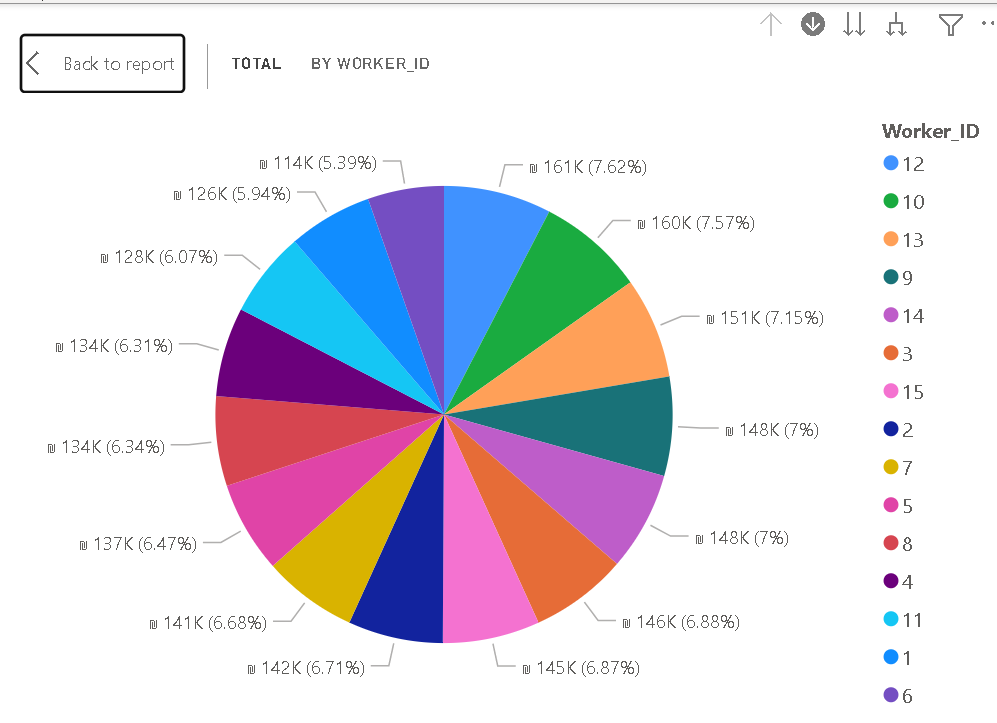 Back to report
TOTAL
BY WORKER_ID
Worker_ID
12
10
13
9
14
3
15
2
7
5
8
4
11
1
6
₪ 161K (7.62%)
₪ 160K (7.57%)
₪ 151K (7.15%)
₪ 148K (7%)
₪ 148K (7%)
₪ 146K (6.88%)
₪ 145K (6.87%)
₪ 142K (6.71%)
₪ 141K (6.68%)
₪ 137K (6.47%)
₪ 134K (6.34%)
₪ 134K (6.31%)
₪ 128K (6.07%)
₪ 126K (5.94%)
₪ 114K (5.39%)